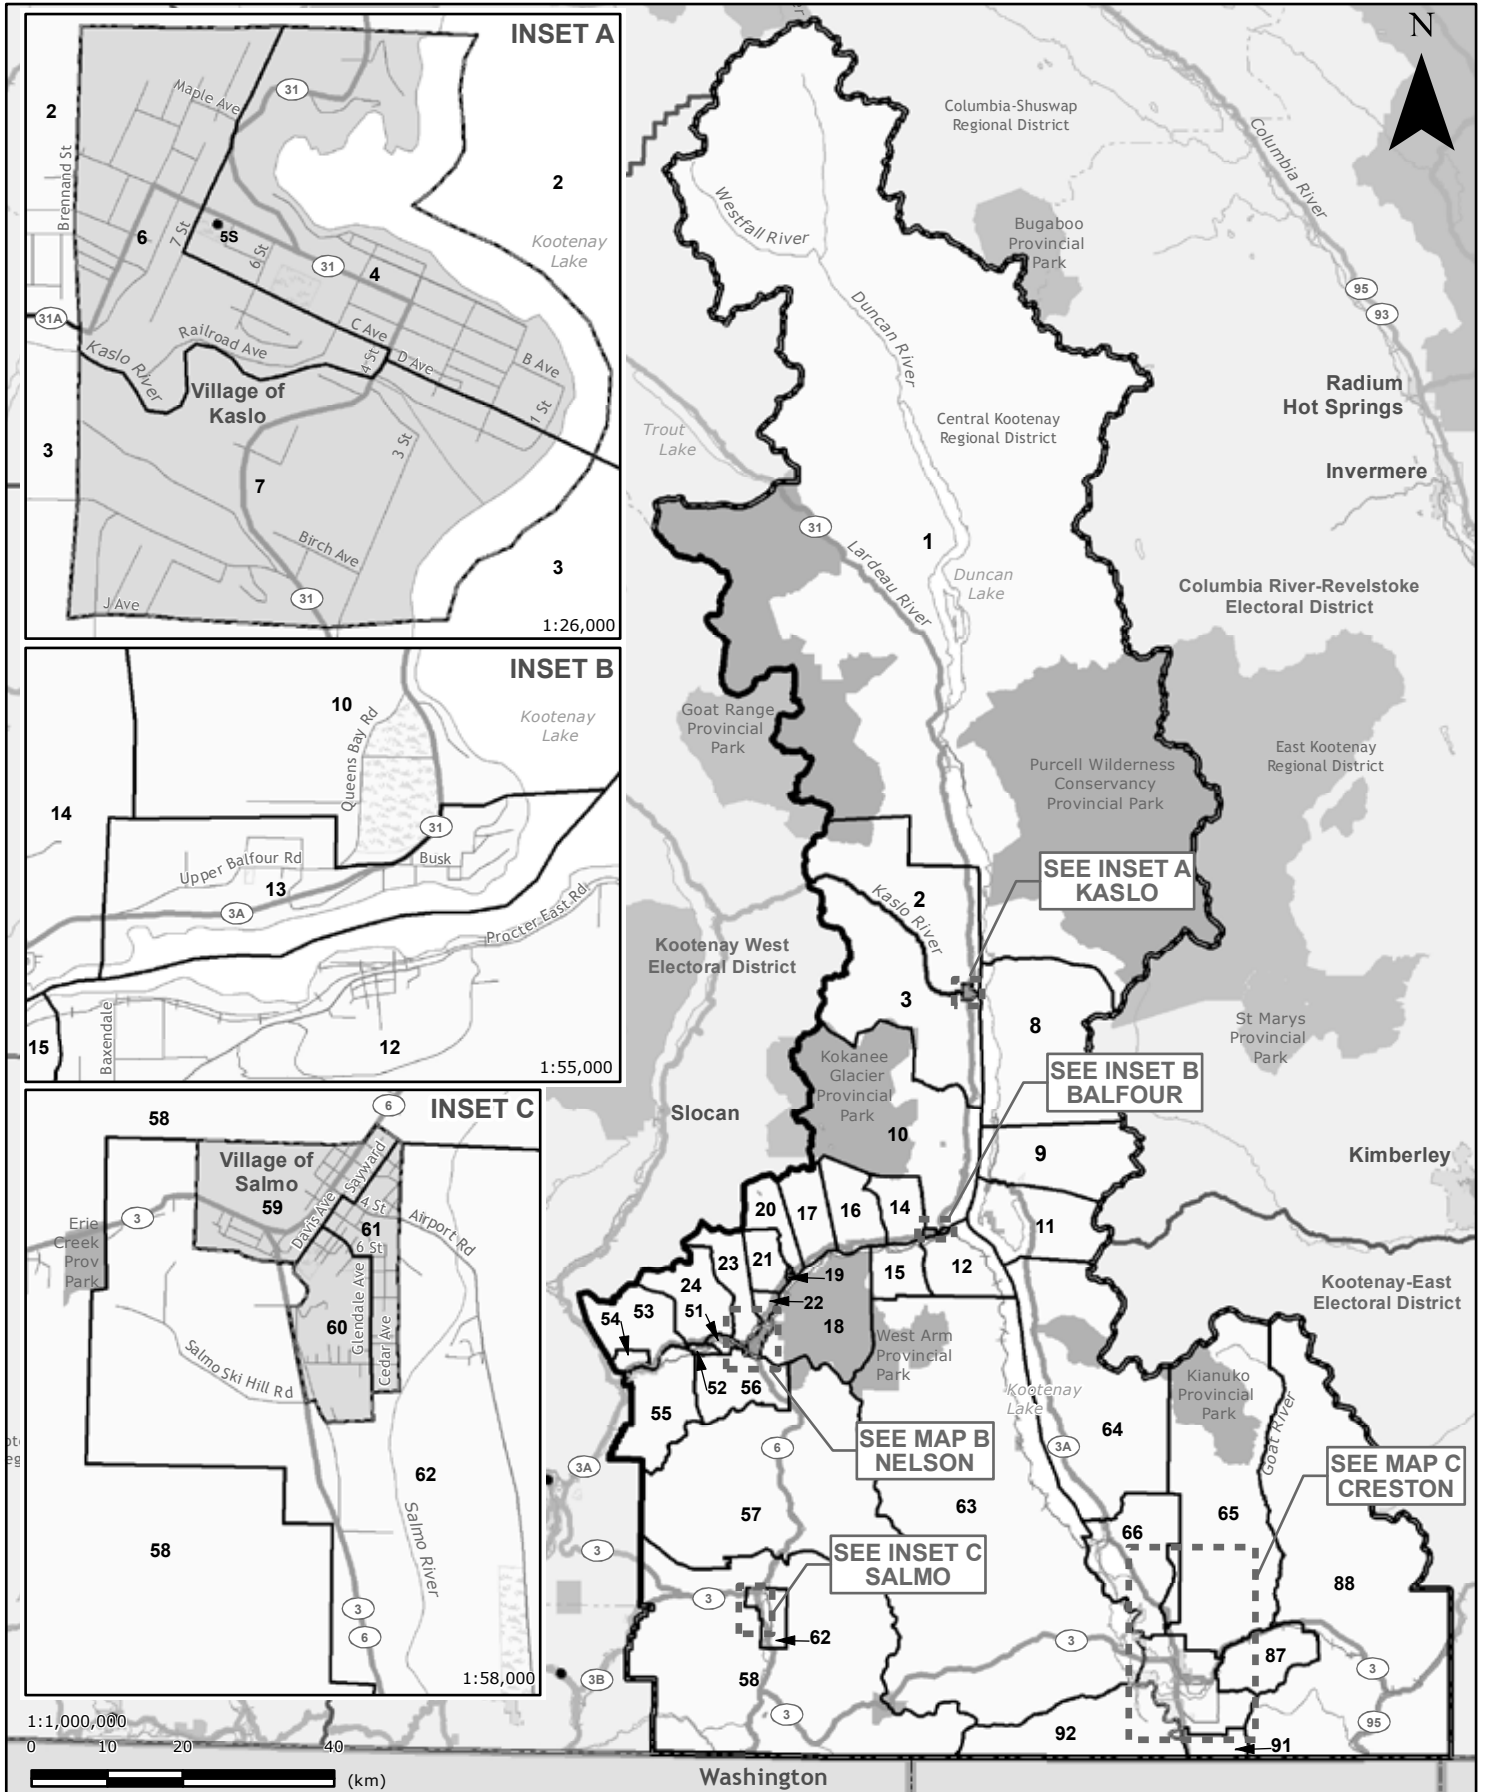 INSET A
2
Maple Ave
31
Brennand St
2
6
7 St
5S
6 St
31
4
Kootenay
Lake
31A
Kaslo River
Railroad Ave
C Ave
4 St
D Ave
B Ave
1 St
Village of
Kaslo
3
3 St
7
Birch Ave
3
J Ave
31
1:26,000
INSET B
10
Queens Bay Rd
Kootenay
Lake
14
31
Upper Balfour Rd
Busk
13
3A
Procter East Rd
15
Baxendale
12
1:55,000
INSET C
58
6
Village of
Salmo
59
Sayward
Davis Ave
4 St
61
6 St
Airport Rd
3
Erie
Creek
Prov
Park
60
Glendale Ave
Cedar Ave
Salmo Ski Hill Rd
62
Salmo River
58
3
6
1:58,000
1:1,000,000
0 10 20 40
(km)
N
Columbia-Shuswap
Regional District
Columbia River
Westfall River
Bugaboo
Provincial
Park
95
93
Duncan River
Radium
Hot Springs
Central Kootenay
Regional District
Trout
Lake
Invermere
31
1
Lardeau River
Duncan
Lake
Columbia River-Revelstoke
Electoral District
Goat Range
Provincial
Park
Purcell Wilderness
Conservancy
Provincial Park
East Kootenay
Regional District
SEE INSET A
KASLO
2
Kaslo River
Kootenay West
Electoral District
3
8
St Marys
Provincial
Park
Kokanee
Glacier
Provincial
Park
SEE INSET B
BALFOUR
Slocan
10
9
Kimberley
20
17
16
14
11
23
21
19
15
12
24
22
54
53
51
18
West Arm
Provincial
Park
Kootenay-East
Electoral District
52
56
55
Kootenay
Lake
Kianuko
Provincial
Park
Goat River
64
3A
SEE MAP B
NELSON
6
3A
SEE MAP C
CRESTON
57
63
65
66
3
SEE INSET C
SALMO
88
3
62
3
87
58
3B
3
3
92
95
91
Washington